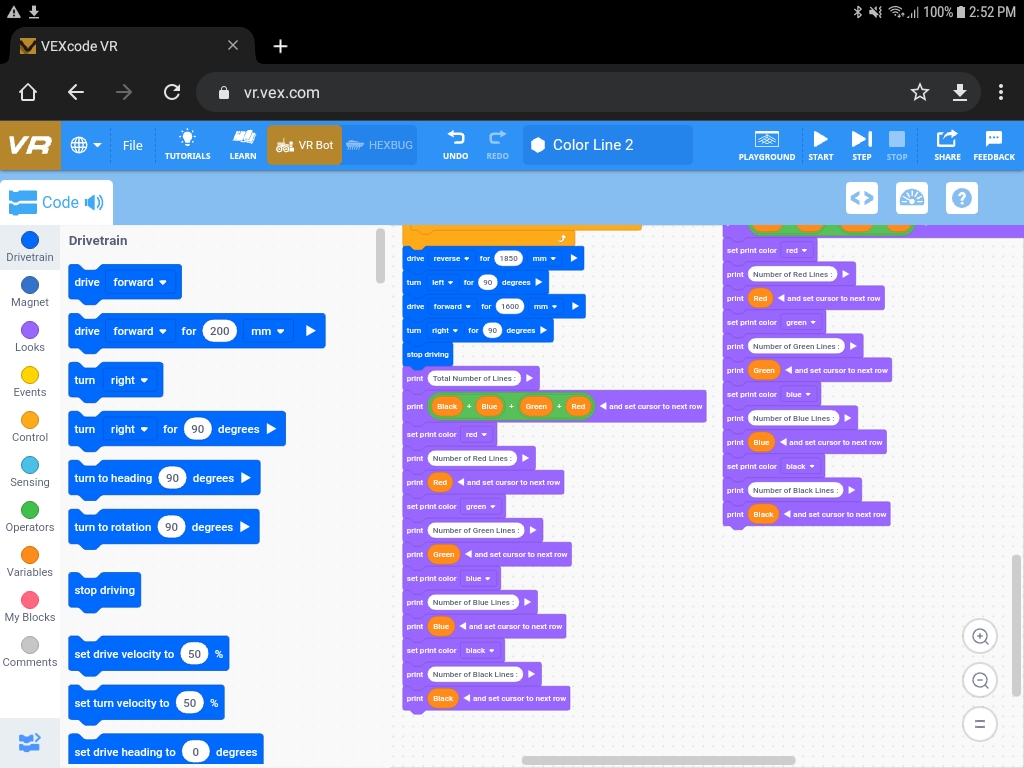 100% 2:52 PM
VEXcode VR
vr.vex.com
VR
File
TUTORIALS
LEARN
VR Bot
HEXBUG
UNDO
REDO
Color Line 2
PLAYGROUND
START
STEP
STOP
SHARE
FEEDBACK
Code
Drivetrain
Magnet
Looks
Events
Control
Sensing
Operators
Variables
My Blocks
Comments
Drivetrain
drive forward
drive forward for 200 mm
turn right
turn right for 90 degrees
turn to heading 90 degrees
turn to rotation 90 degrees
stop driving
set drive velocity to 50 %
set turn velocity to 50 %
set drive heading to 0 degrees
drive reverse for 1850 mm
turn left for 90 degrees
drive forward for 1600 mm
turn right for 90 degrees
stop driving
print Total Number of Lines :
print Black + Blue + Green + Red and set cursor to next row
set print color red
print Number of Red Lines :
print Red and set cursor to next row
set print color green
print Number of Green Lines :
print Green and set cursor to next row
set print color blue
print Number of Blue Lines :
print Blue and set cursor to next row
set print color black
print Number of Black Lines :
print Black and set cursor to next row
set print color red
print Number of Red Lines :
print Red and set cursor to next row
set print color green
print Number of Green Lines :
print Green and set cursor to next row
set print color blue
print Number of Blue Lines :
print Blue and set cursor to next row
set print color black
print Number of Black Lines :
print Black and set cursor to next row